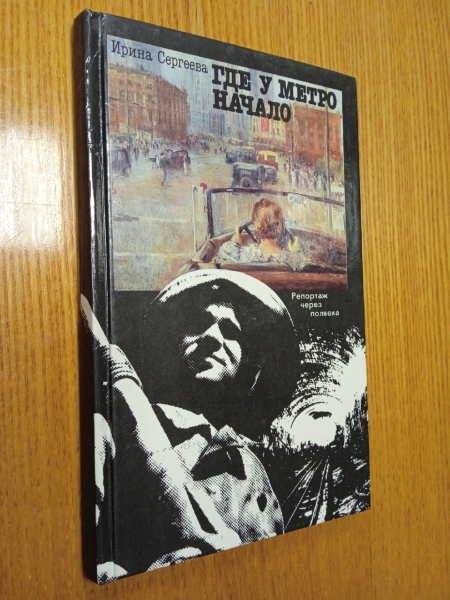 Ирина Сергеева
ГДЕ У МЕТРО
НАЧАЛО
Репортаж
через
полвека